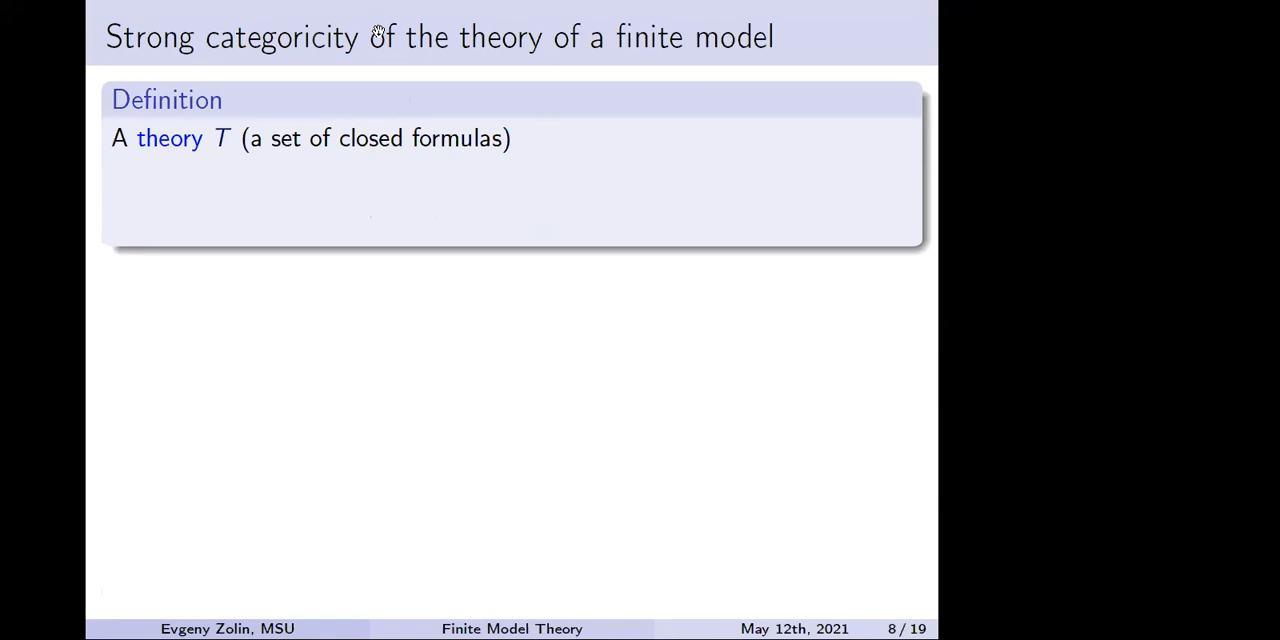 Strong categoricity of the theory of a finite model
Definition
A theory T (a set of closed formulas)
Evgeny Zolin, MSU
Finite Model Theory
May 12th, 2021
8 / 19